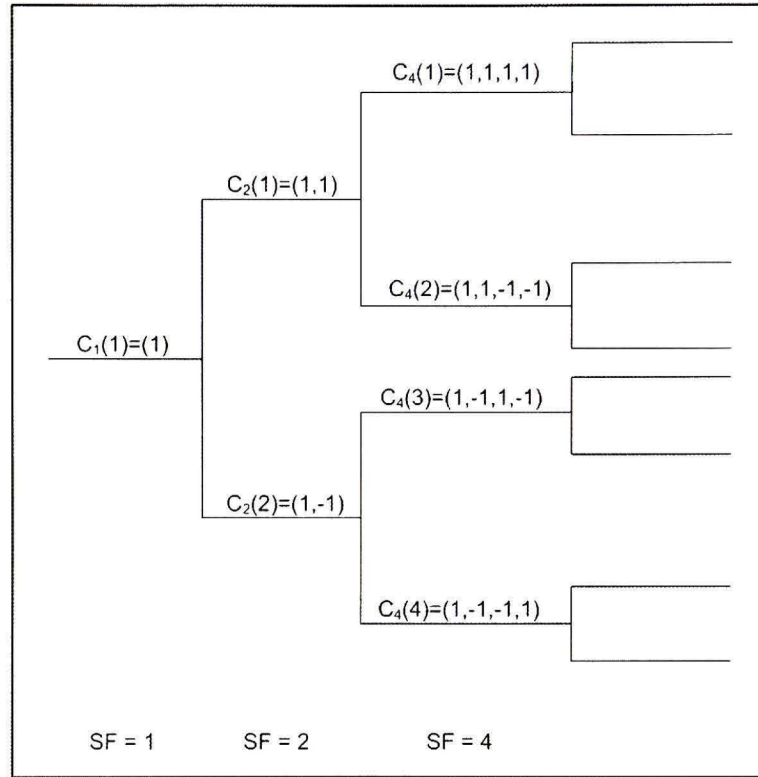 C₄(1)=(1,1,1,1)
C₂(1)=(1,1)
C₄(2)=(1,1,-1,-1)
C₁(1)=(1)
C₄(3)=(1,-1,1,-1)
C₂(2)=(1,-1)
C₄(4)=(1,-1,-1,1)
SF = 1 SF = 2 SF = 4